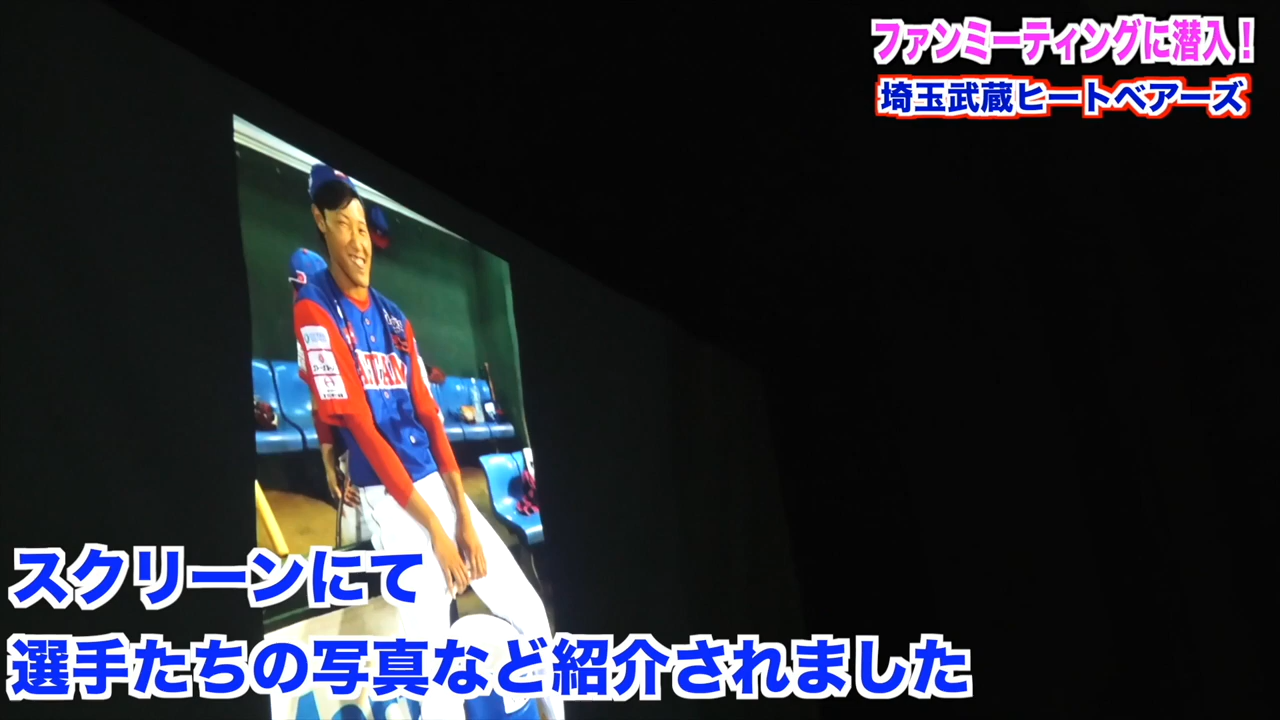 ファンミーティングに潜入!
埼玉武蔵ヒートベアーズ
スクリーンにて
選手たちの写真など紹介されました